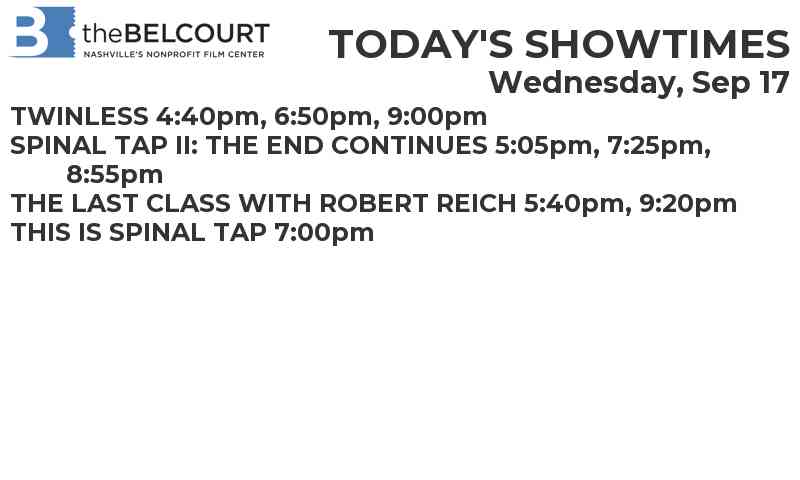 B theBELCOURT
NASHVILLE'S NONPROFIT FILM CENTER
TODAY'S SHOWTIMES
Wednesday, Sep 17
TWINLESS 4:40pm, 6:50pm, 9:00pm
SPINAL TAP II: THE END CONTINUES 5:05pm, 7:25pm,
8:55pm
THE LAST CLASS WITH ROBERT REICH 5:40pm, 9:20pm
THIS IS SPINAL TAP 7:00pm